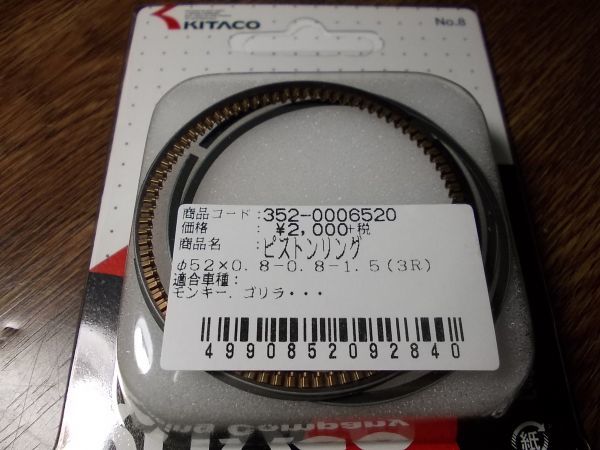 KITACO
No.8
商品コード:352-0006520
価格 : ¥2,000+税
商品名 : ピストンリング
φ52×0.8-0.8-1.5(3R)
適合車種:
モンキー.ゴリラ・・・
4990852092840
Company
紙